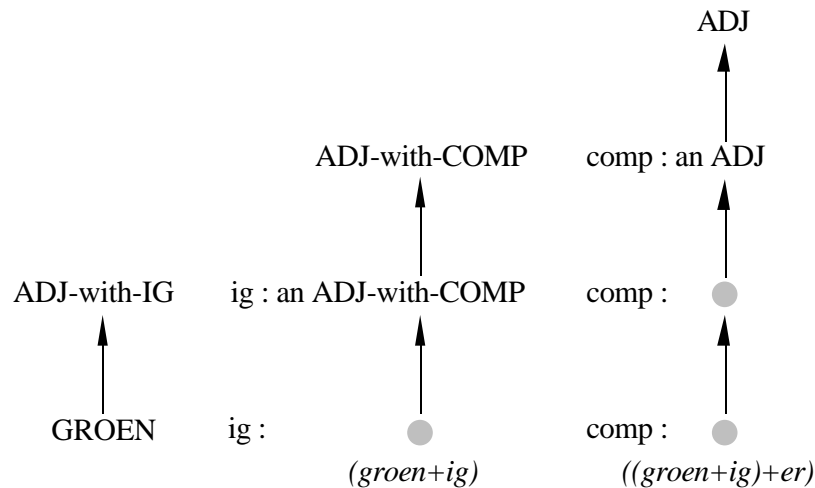 ADJ
ADJ-with-COMP comp : an ADJ
ADJ-with-IG ig : an ADJ-with-COMP comp :
GROEN ig : comp :
(groen+ig) ((groen+ig)+er)